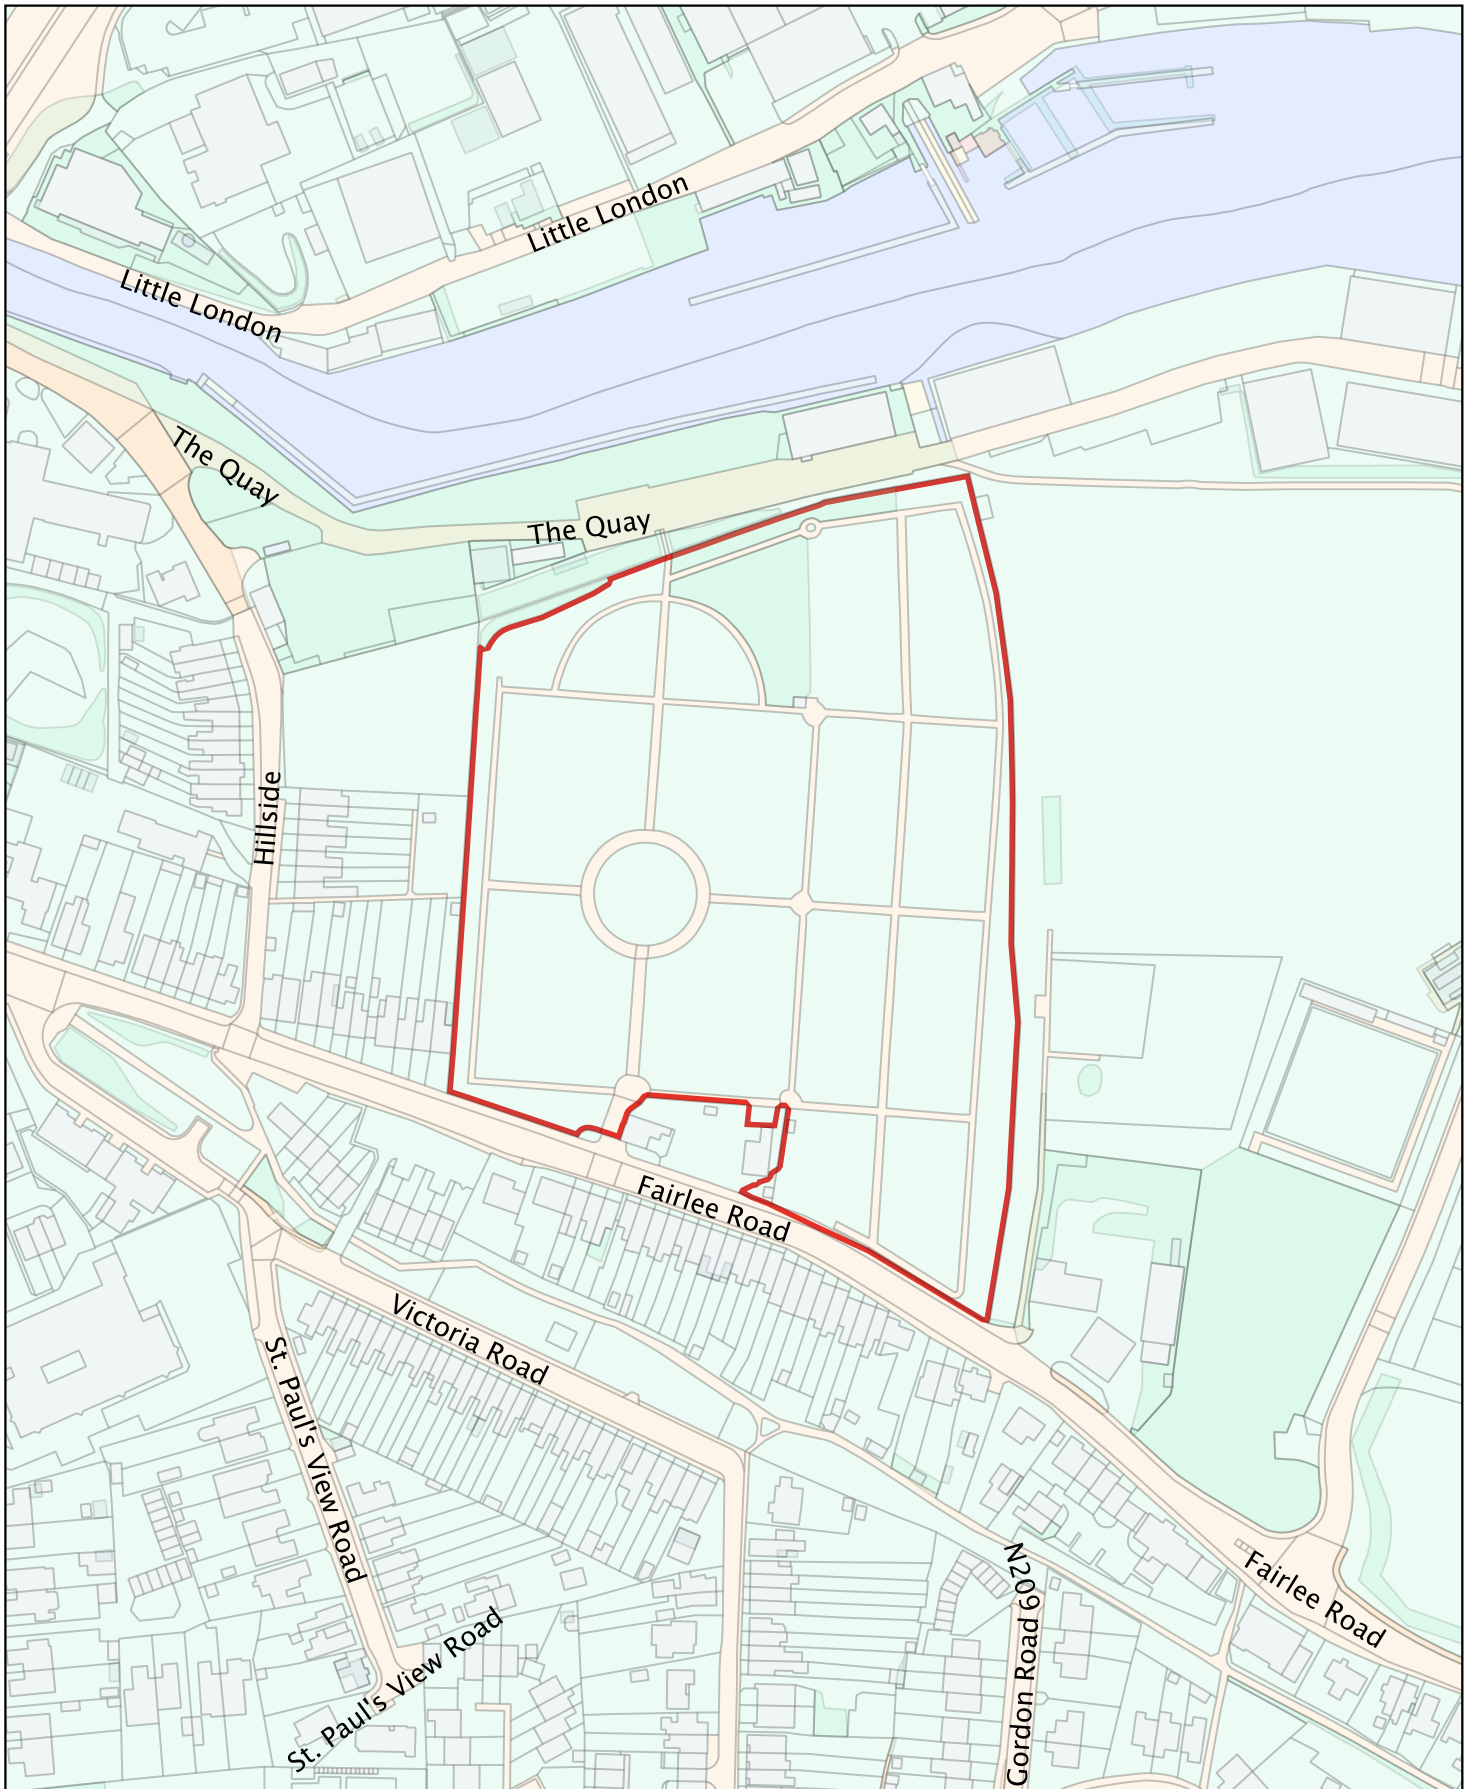 Little London
Little London
The Quay
The Quay
Hillside
Fairlee Road
Victoria Road
St. Paul's View Road
N209
Fairlee Road
St. Paul's View Road
Gordon Road